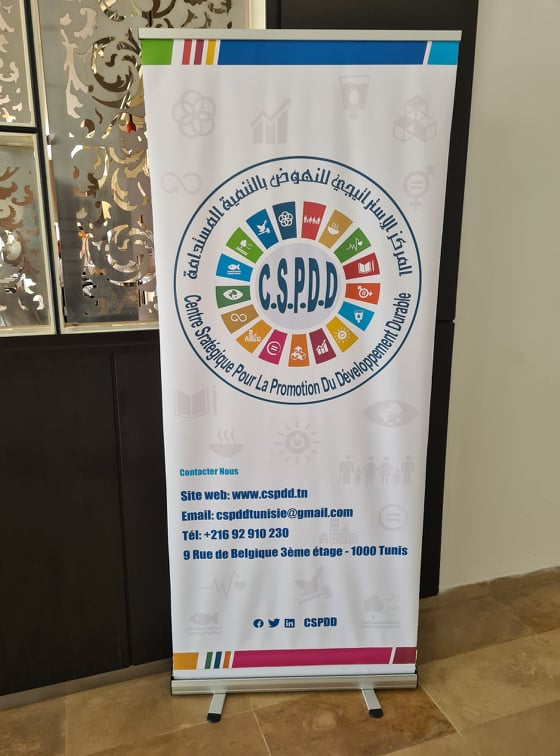 المركز الإستراتيجي للنهوض بالتنمية المستدامة
C.S.P.D.D
Centre Sratégique Pour La Promotion Du Développement Durable
Contacter Nous
Site web: www.cspdd.tn
Email: cspddtunisie@gmail.com
Tél: +216 92 910 230
9 Rue de Belgique 3ème étage - 1000 Tunis
CSPDD